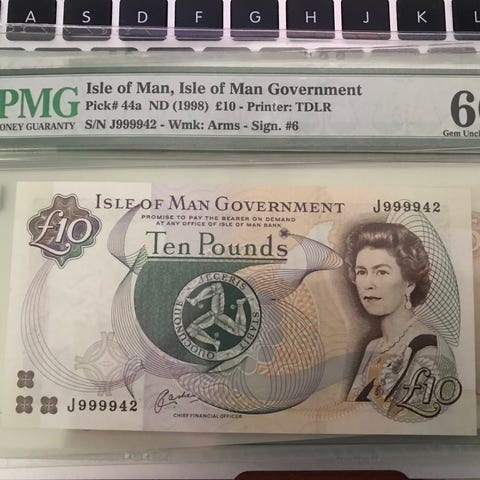 A S D F G H J K L
PMG
MONEY GUARANTY
Isle of Man, Isle of Man Government
Pick# 44a ND (1998) £10 - Printer: TDLR
S/N J999942 - Wmk: Arms - Sign. #6
Gem Unc
ISLE OF MAN GOVERNMENT
J999942
PROMISE TO PAY THE BEARER ON DEMAND
AT ANY OFFICE OF ISLE OF MAN BANK
£10
TEN POUNDS
QUOCUNQUE · JECERIS · STABIT
J999942
CHIEF FINANCIAL OFFICER
£10